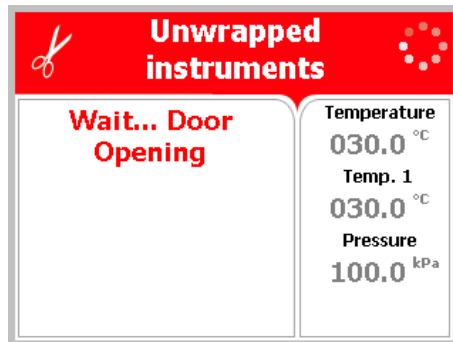 Unwrapped
instruments
Wait... Door
Opening
Temperature
030.0 °C
Temp. 1
030.0 °C
Pressure
100.0 kPa